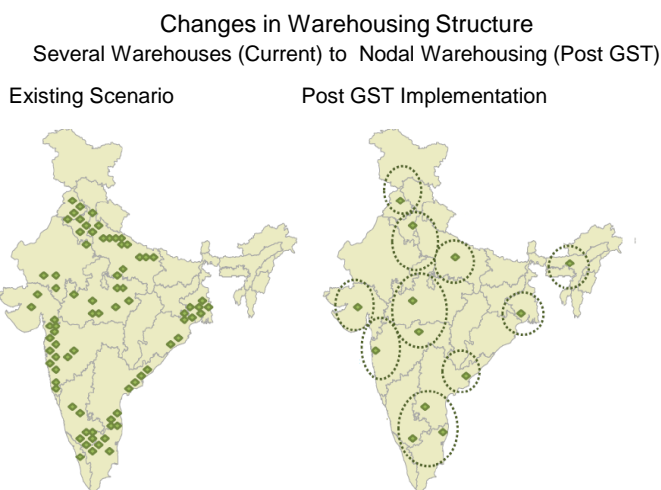 Changes in Warehousing Structure
Several Warehouses (Current) to Nodal Warehousing (Post GST)
Existing Scenario
Post GST Implementation